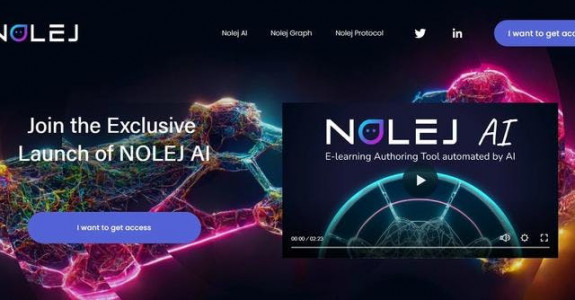 NOLEJ
Nolej AI
Nolej Graph
Nolej Protocol
I want to get acce
Join the Exclusive
Launch of NOLEJ AI
I want to get access
NOLEJ AI
E-learning Authoring Tool automated by AI
00:00 / 02:23